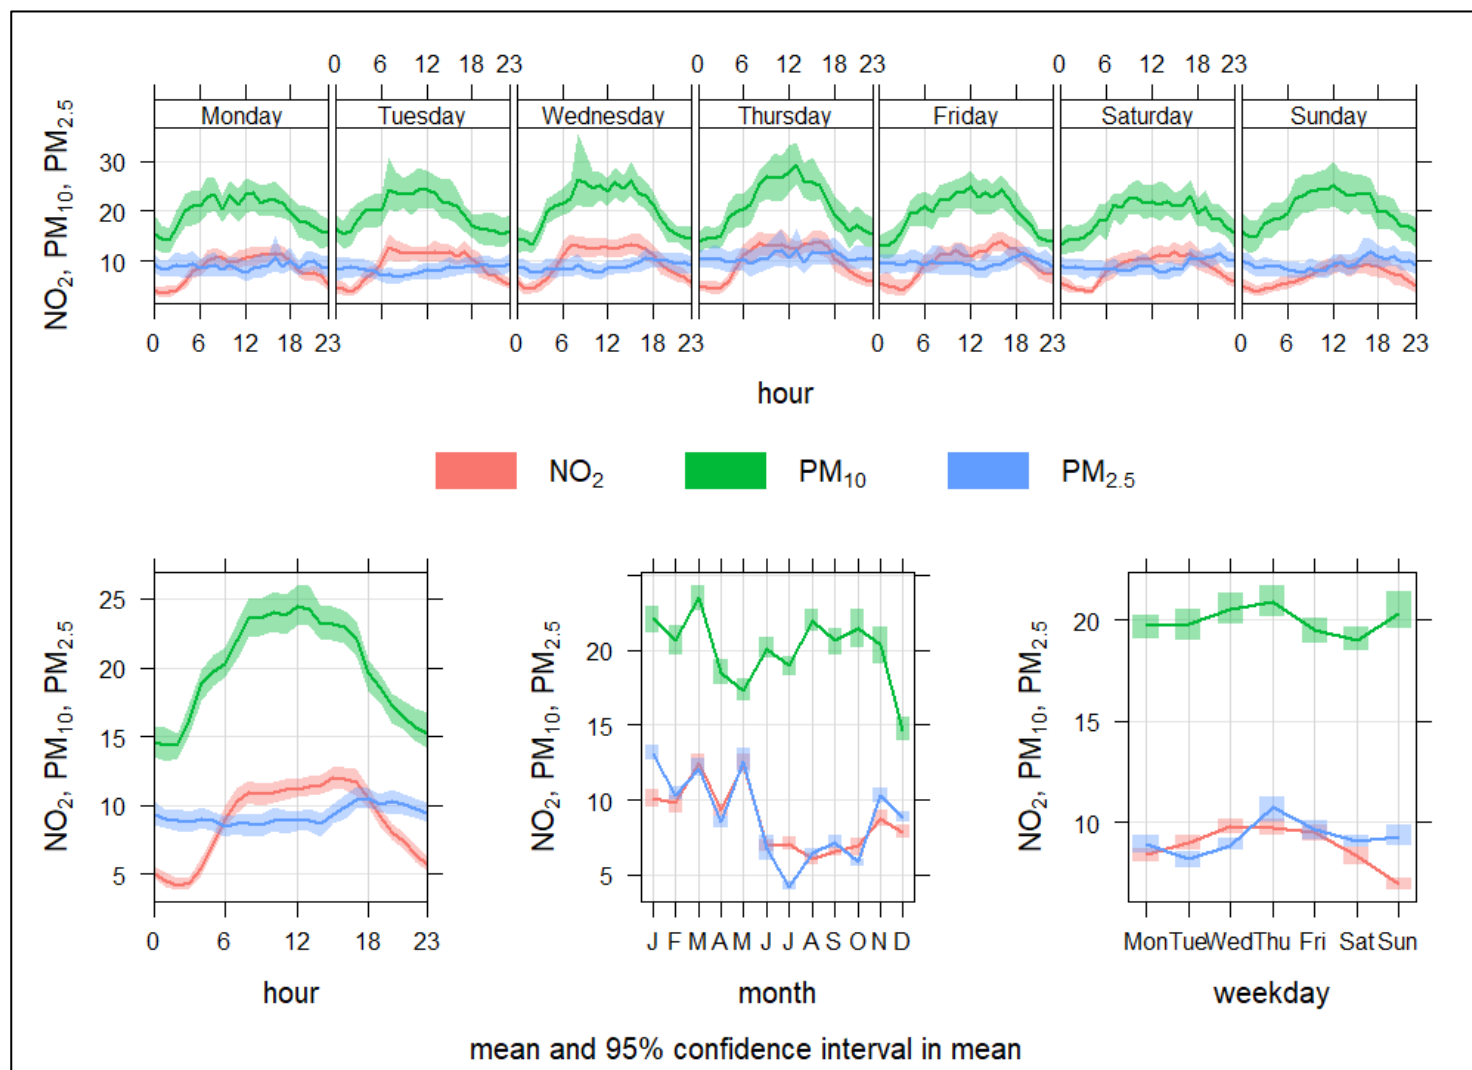 0 6 12 18 23 0 6 12 18 23 0 6 12 18 23
Monday Tuesday Wednesday Thursday Friday Saturday Sunday
NO₂, PM₁₀, PM₂.₅
30
20
10
0 6 12 18 23 0 6 12 18 23 0 6 12 18 23 0 6 12 18 23
hour
NO₂ PM₁₀ PM₂.₅
NO₂, PM₁₀, PM₂.₅
25
20
15
10
5
0 6 12 18 23
hour
NO₂, PM₁₀, PM₂.₅
20
15
10
5
J F M A M J J A S O N D
month
NO₂, PM₁₀, PM₂.₅
20
15
10
Mon Tue Wed Thu Fri Sat Sun
weekday
mean and 95% confidence interval in mean